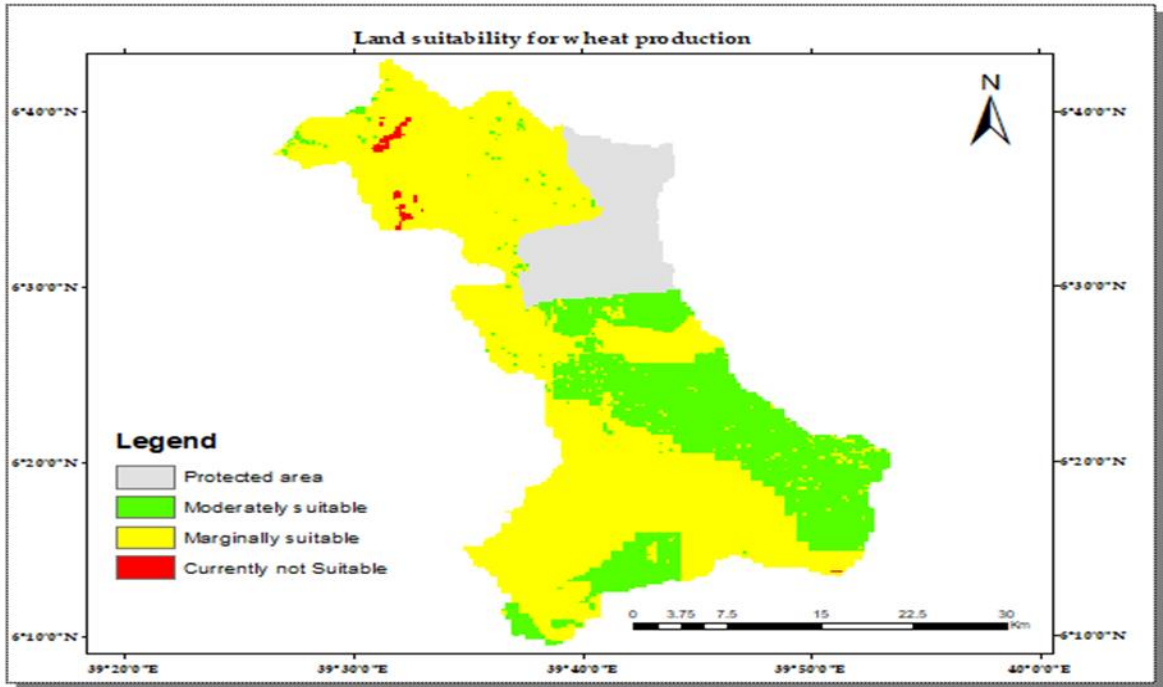 Land suitability for wheat production
N
6°40'0"N
6°40'0"N
6°30'0"N
6°30'0"N
6°20'0"N
6°20'0"N
6°10'0"N
6°10'0"N
Legend
Protected area
Moderately suitable
Marginally suitable
Currently not Suitable
0 3.75 7.5 15 22.5 30
Km
39°20'0"E 39°30'0"E 39°40'0"E 39°50'0"E 40°0'0"E